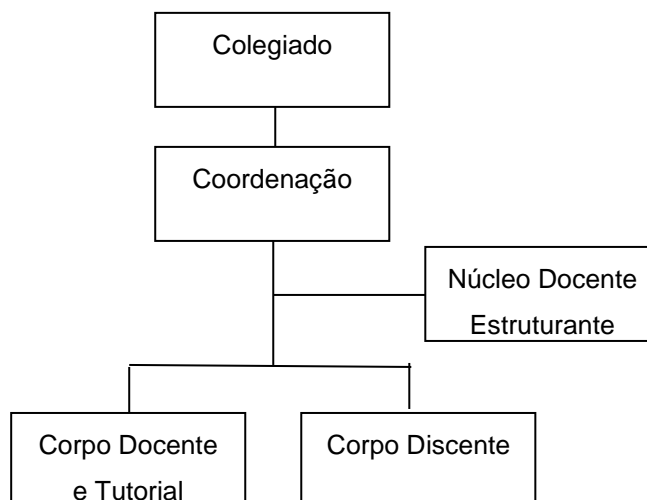 Colegiado
Coordenação
Núcleo Docente
Estruturante
Corpo Docente
e Tutorial
Corpo Discente